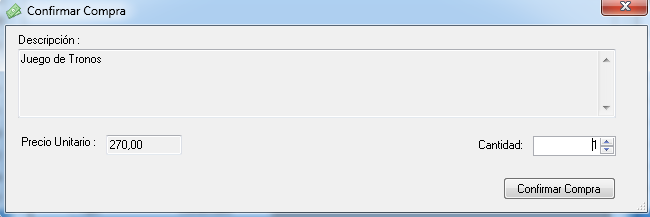 Confirmar Compra
Descripción :
Juego de Tronos
Precio Unitario : 270,00 Cantidad: 1
Confirmar Compra